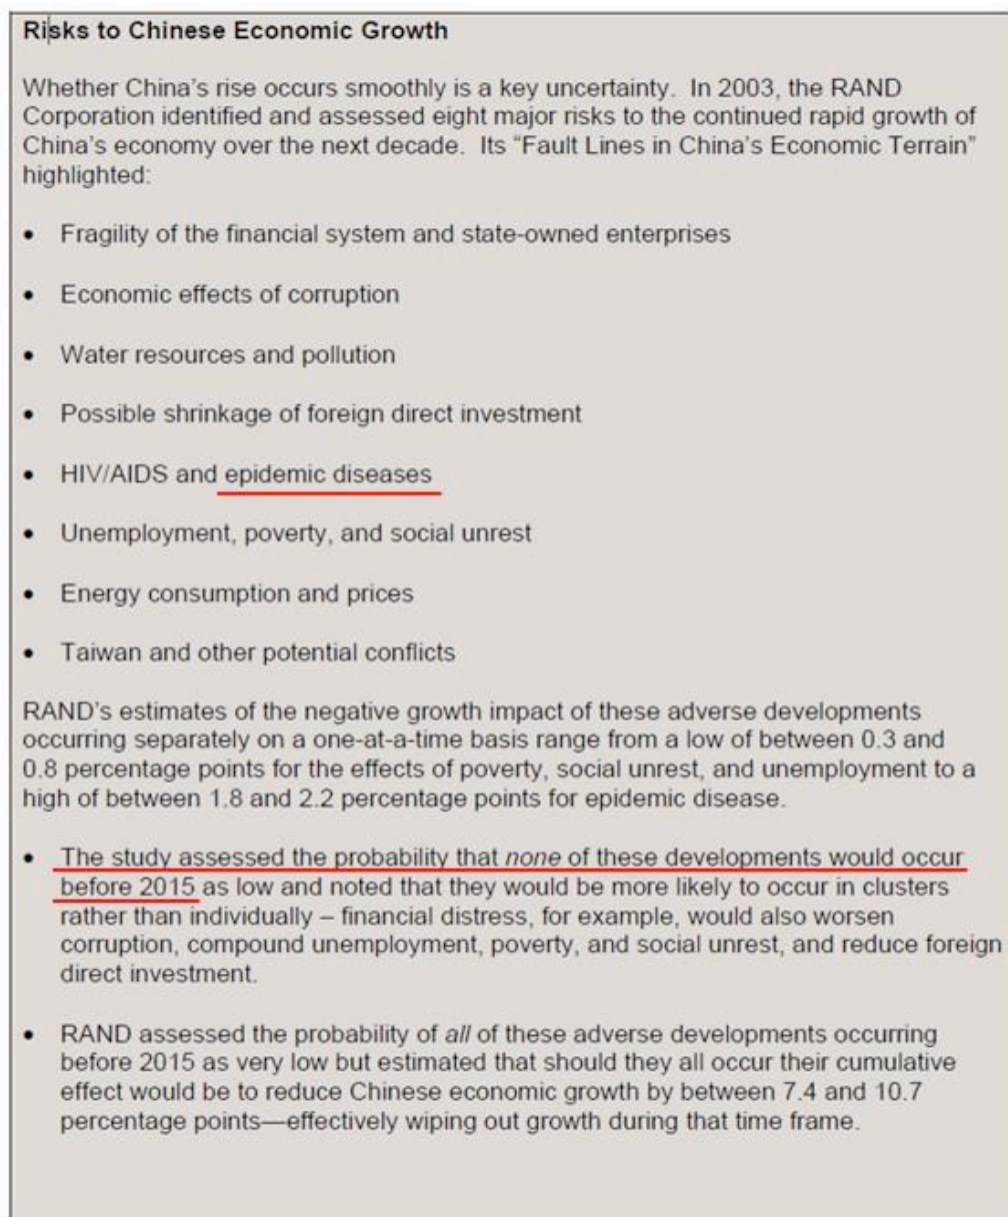 Risks to Chinese Economic Growth
Whether China's rise occurs smoothly is a key uncertainty. In 2003, the RAND
Corporation identified and assessed eight major risks to the continued rapid growth of
China's economy over the next decade. Its “Fault Lines in China's Economic Terrain”
highlighted:
• Fragility of the financial system and state-owned enterprises
• Economic effects of corruption
• Water resources and pollution
• Possible shrinkage of foreign direct investment
• HIV/AIDS and epidemic diseases
• Unemployment, poverty, and social unrest
• Energy consumption and prices
• Taiwan and other potential conflicts
RAND's estimates of the negative growth impact of these adverse developments
occurring separately on a one-at-a-time basis range from a low of between 0.3 and
0.8 percentage points for the effects of poverty, social unrest, and unemployment to a
high of between 1.8 and 2.2 percentage points for epidemic disease.
• The study assessed the probability that none of these developments would occur
before 2015 as low and noted that they would be more likely to occur in clusters
rather than individually – financial distress, for example, would also worsen
corruption, compound unemployment, poverty, and social unrest, and reduce foreign
direct investment.
• RAND assessed the probability of all of these adverse developments occurring
before 2015 as very low but estimated that should they all occur their cumulative
effect would be to reduce Chinese economic growth by between 7.4 and 10.7
percentage points—effectively wiping out growth during that time frame.